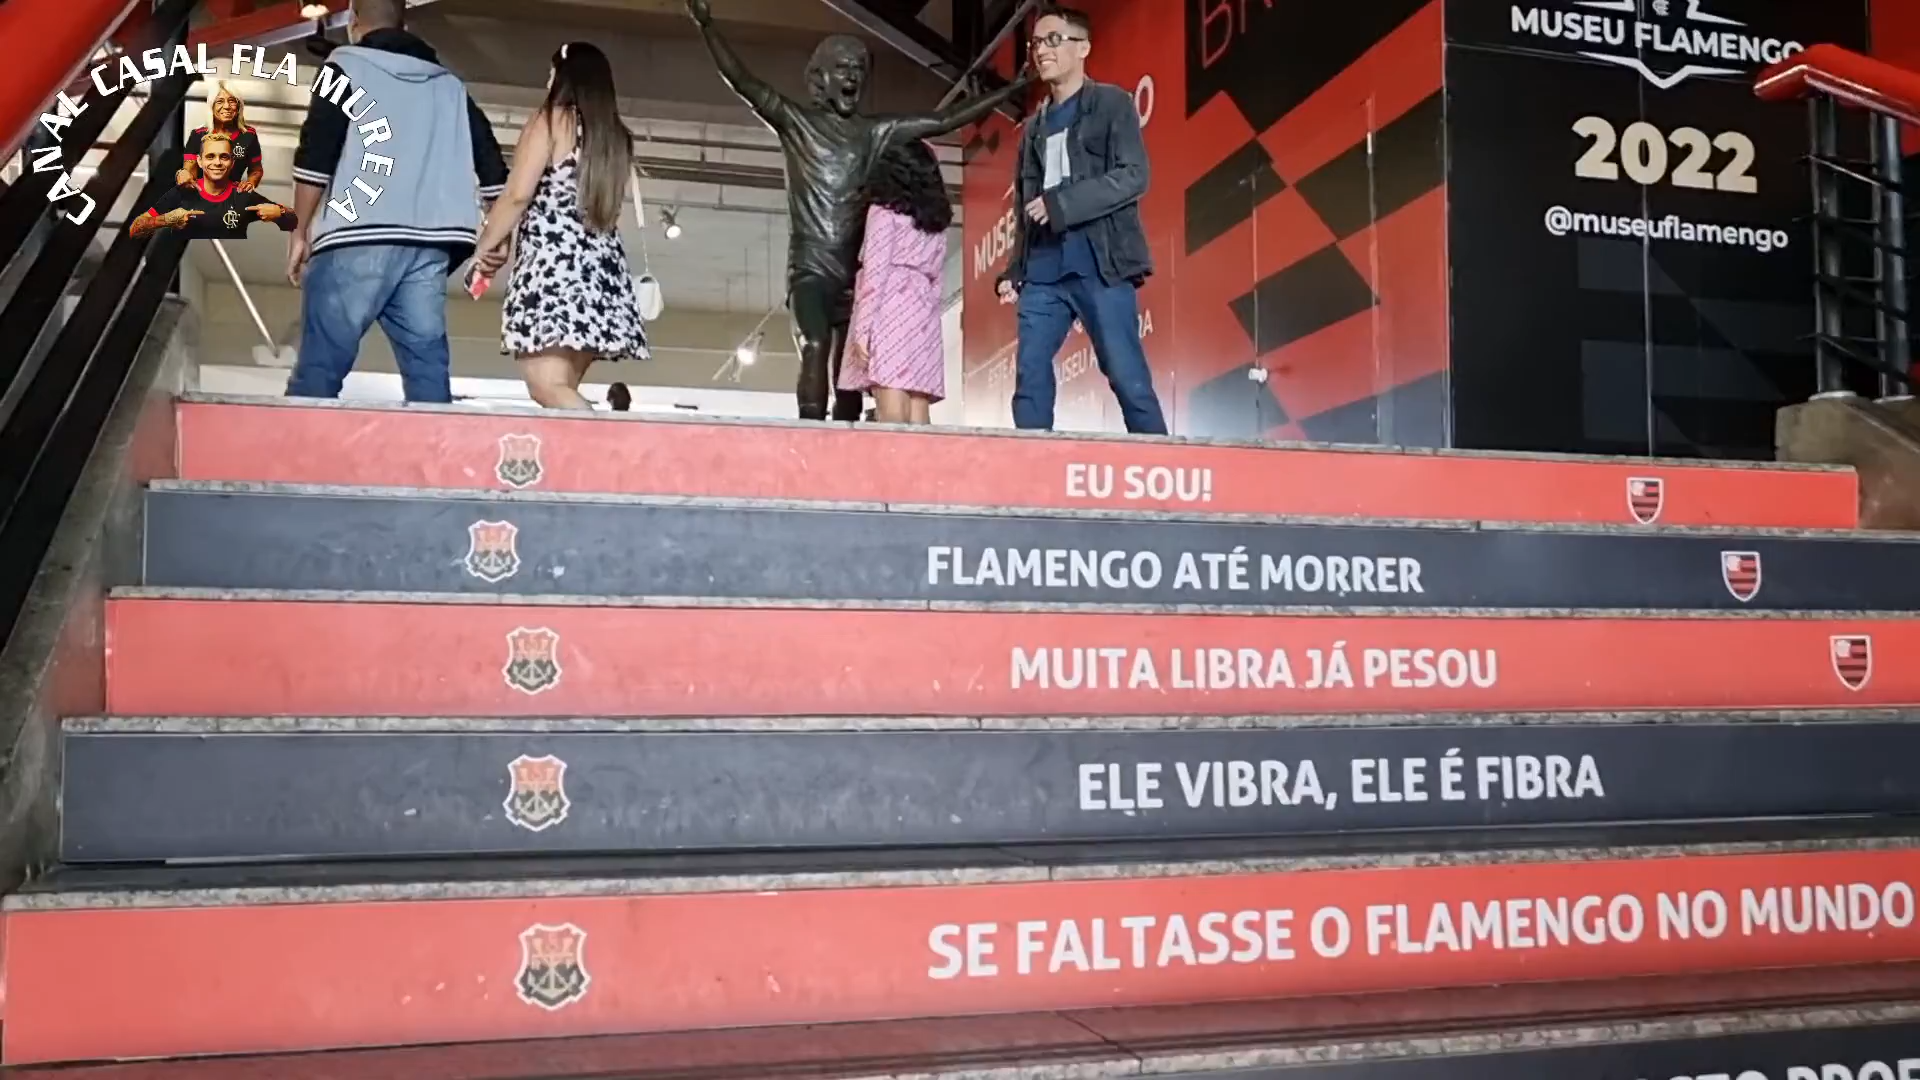 CANAL CASAL FLA MURETA
MUSEU FLAMENGO
2022
@museuflamengo
EU SOU!
FLAMENGO ATÉ MORRER
MUITA LIBRA JÁ PESOU
ELE VIBRA, ELE É FIBRA
SE FALTASSE O FLAMENGO NO MUNDO